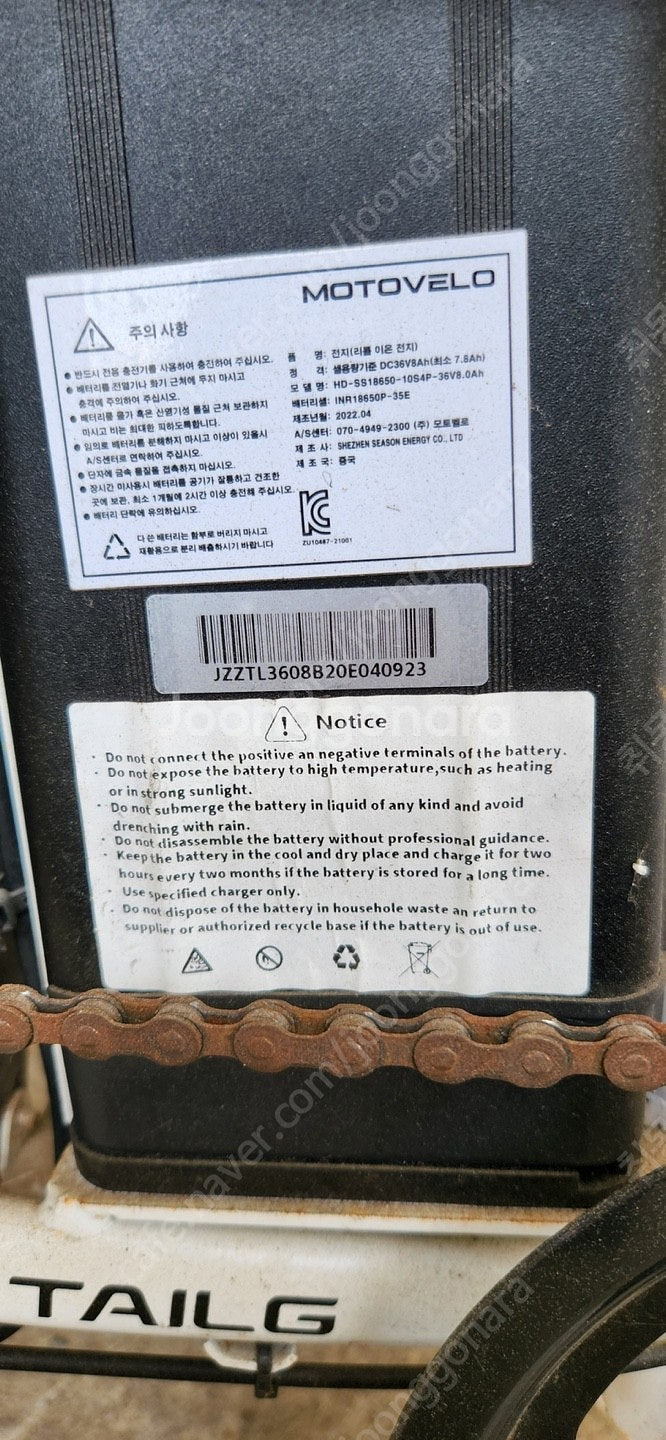 MOTOVELO
주의 사항
● 반드시 전용 충전기를 사용하여 충전하여 주십시오.
● 배터리를 전열기나 화기 근처에 두지 마시고
충격에 주의하여 주십시오.
● 배터리를 물가 혹은 산염기성 물질 근처 보관하지
마시고 비는 최대한 피하도록합니다.
● 임의로 배터리를 분해하지 마시고 이상이 있을시
A/S센터로 연락하여 주십시오.
● 단자에 금속 물질을 접촉하지 마십시오.
● 장시간 미사용시 배터리를 공기가 잘통하고 건조한
곳에 보관, 최소 1개월에 2시간 이상 충전해 주십시오.
● 배터리 단락에 유의하십시오.
다 쓴 배터리는 함부로 버리지 마시고
재활용으로 분리 배출하시기 바랍니다
품 명: 전지(리튬 이온 전지)
정 격: 셀용량기준 DC36V8Ah(최소 7.8Ah)
모 델 명: HD-SS18650-10S4P-36V8.0Ah
배터리셀: INR18650P-35E
제조년월: 2022.04
A/S센터: 070-4949-2300 (주) 모토벨로
제 조 사: SHEZHEN SEASON ENERGY CO., LTD
제 조 국: 중국
ZU10487-21001
JZZTL3608B20E040923
Notice
· Do not connect the positive an negative terminals of the battery.
· Do not expose the battery to high temperature,such as heating
or in strong sunlight.
· Do not submerge the battery in liquid of any kind and avoid
drenching with rain.
· Do not disassemble the battery without professional guidance.
· Keep the battery in the cool and dry place and charge it for two
hours every two months if the battery is stored for a long time.
· Use specified charger only.
· Do not dispose of the battery in household waste an return to
supplier or authorized recycle base if the battery is out of use.
TAILG
Joonggonara